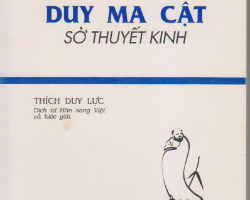 DUY MA CẬT
SỞ THUYẾT KINH
THÍCH DUY LỰC
Dịch từ Hán sang Việt
và lược giải